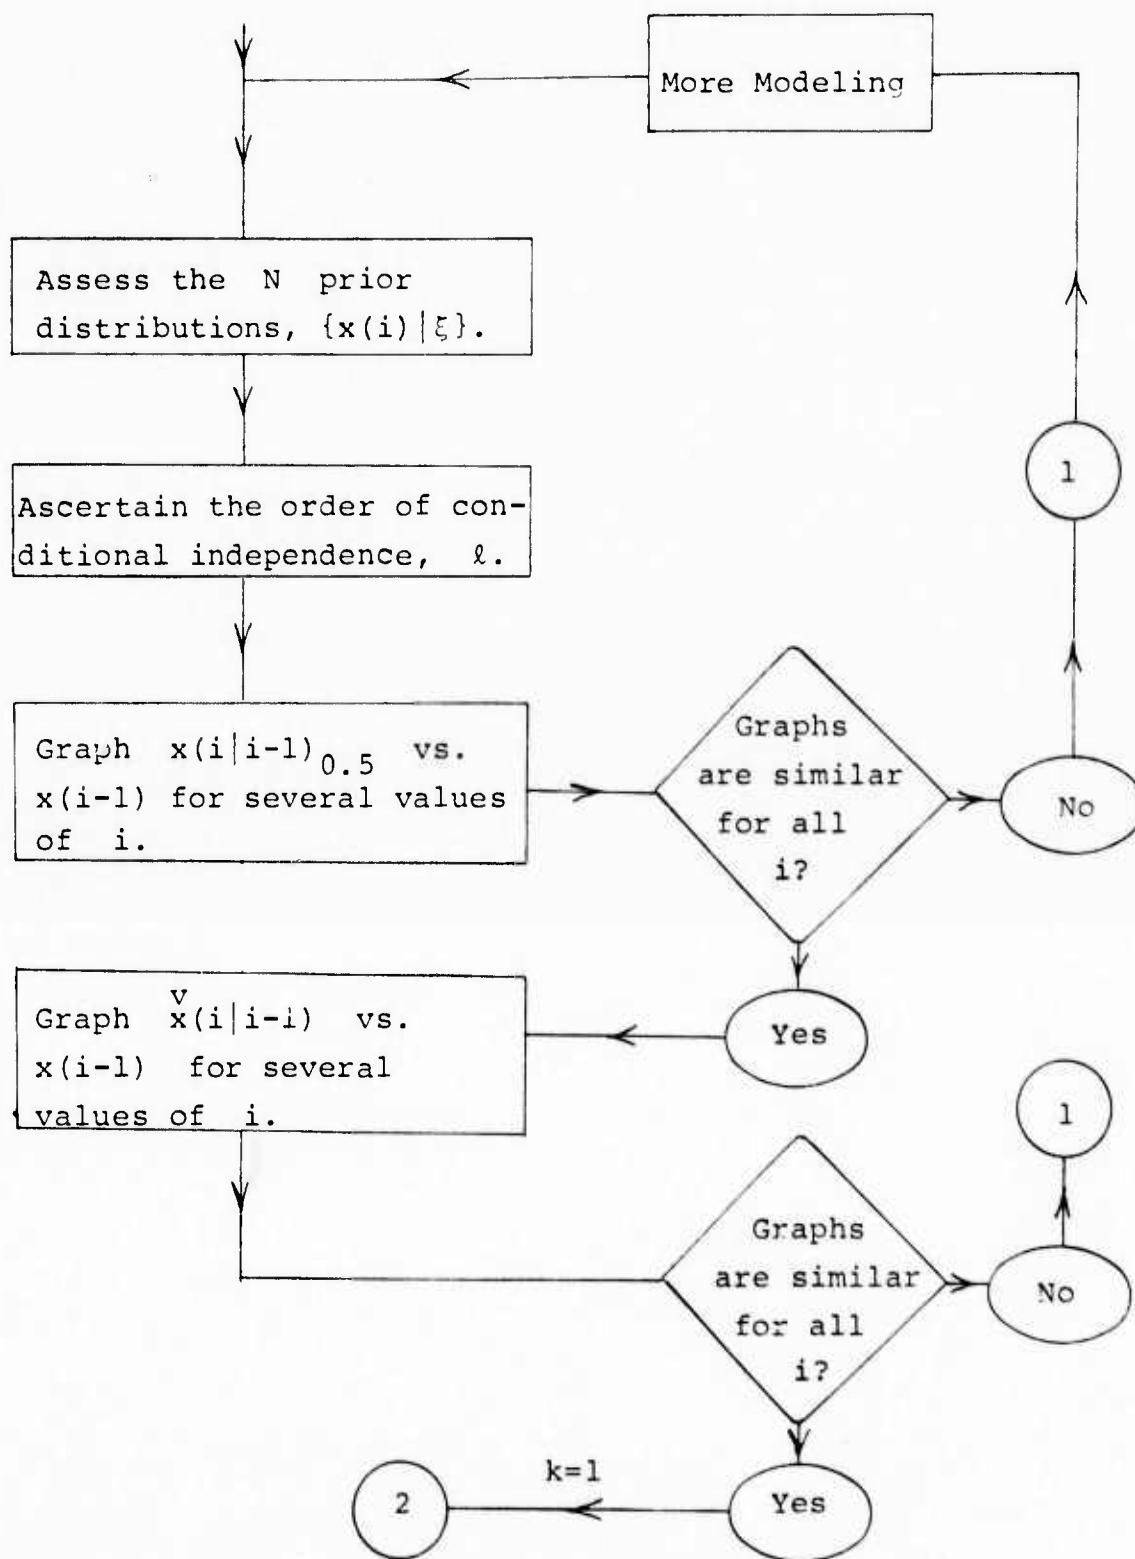 More Modeling
Assess the N prior
distributions, {x(i)|ξ}.
Ascertain the order of con-
ditional independence, ℓ.
1
Graph x(i|i-1)0.5 vs.
x(i-1) for several values
of i.
Graphs
are similar
for all
i?
No
Yes
Graph x̌(i|i-1) vs.
x(i-1) for several
values of i.
1
Graphs
are similar
for all
i?
No
Yes
k=1
2